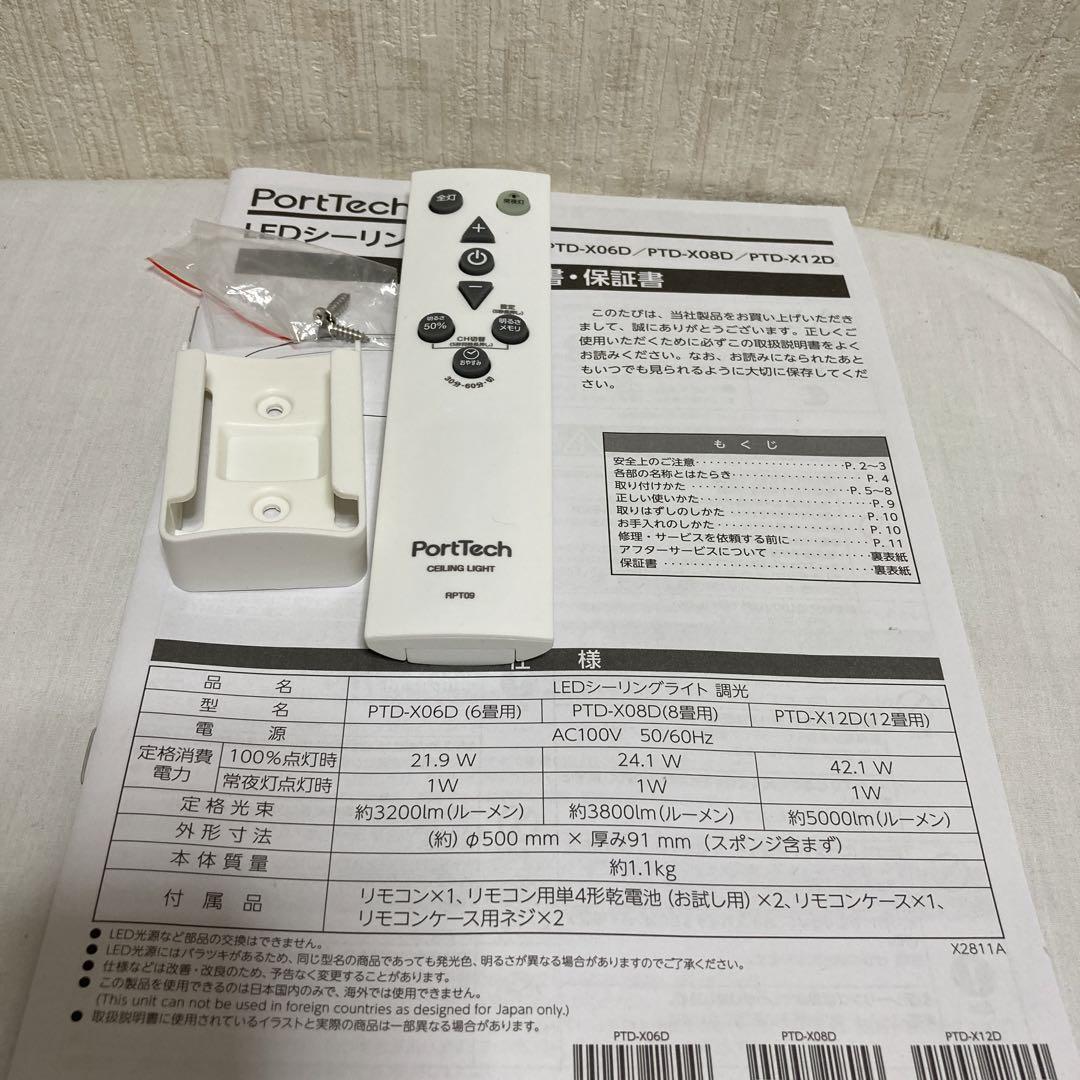 PortTech
LEDシーリン
PTD-X06D／PTD-X08D／PTD-X12D
書・保証書
このたびは、当社製品をお買い上げいただき
まして、誠にありがとうございます。正しくご
使用いただくために必ずこの取扱説明書をよく
お読みください。なお、お読みになられたあと
もいつでも見られるように大切に保存してくだ
さい。
もくじ
安全上のご注意 P. 2〜3
各部の名称とはたらき P. 4
取り付けかた P. 5〜8
正しい使いかた P. 9
取りはずしのしかた P. 10
お手入れのしかた P. 10
修理・サービスを依頼する前に P. 11
アフターサービスについて 裏表紙
保証書 裏表紙
全灯
常夜灯
+
−
設定
明るさ
50%
明るさ
メモリ
CH切替
おやすみ
30分・60分・切
PortTech
CEILING LIGHT
RPT09
仕様
品名 LEDシーリングライト 調光
型名 PTD-X06D (6畳用) PTD-X08D(8畳用) PTD-X12D(12畳用)
電源 AC100V 50/60Hz
定格消費電力 100%点灯時 21.9 W 24.1 W 42.1 W
常夜灯点灯時 1W 1W 1W
定格光束 約3200lm(ルーメン) 約3800lm(ルーメン) 約5000lm(ルーメン)
外形寸法 (約) φ500 mm × 厚み91 mm (スポンジ含まず)
本体質量 約1.1kg
付属品 リモコン×1、リモコン用単4形乾電池 (お試し用) ×2、リモコンケース×1、
リモコンケース用ネジ×2
● LED光源など部品の交換はできません。
X2811A
● LED光源にはバラツキがあるため、同じ型名の商品であっても発光色、明るさが異なる場合がありますのでご了承ください。
● 仕様などは改善・改良のため、予告なく変更することがあります。
● この製品を使用できるのは日本国内のみで、海外では使用できません。
(This unit can not be used in foreign countries as designed for Japan only.)
● 取扱説明書に使用されているイラストと実際の商品は一部異なる場合があります。
PTD-X06D PTD-X08D PTD-X12D